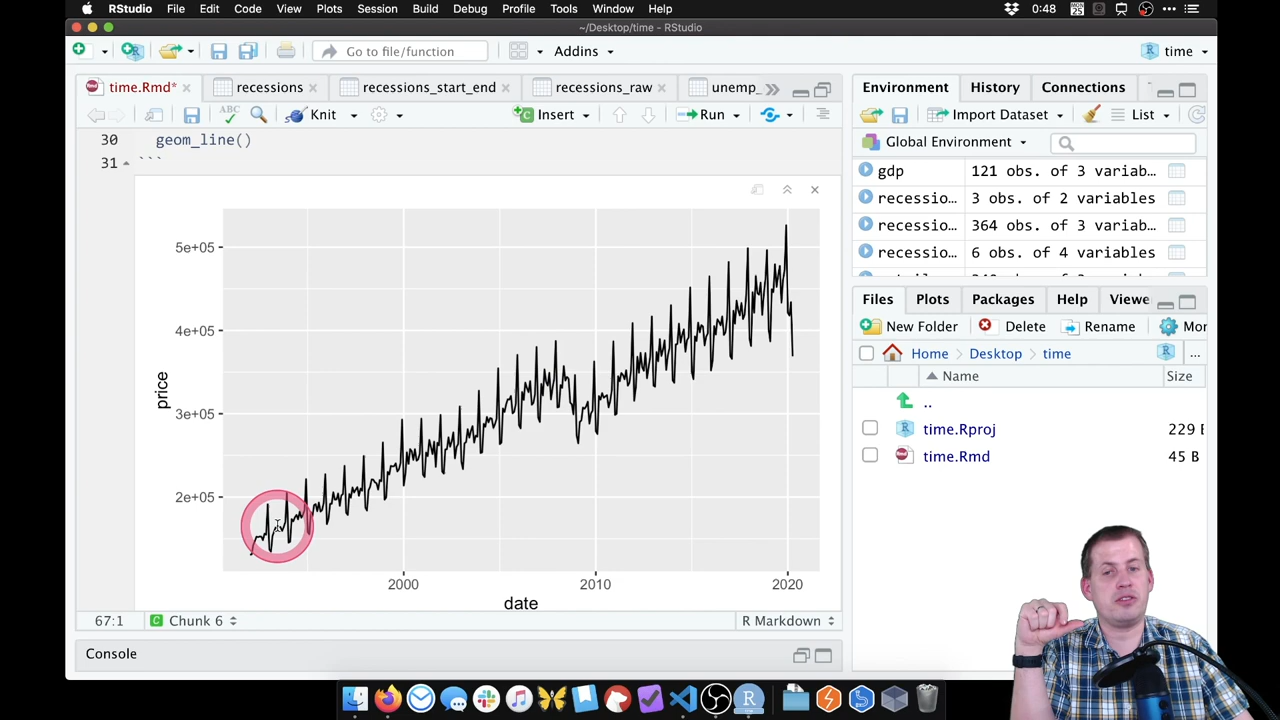 RStudio File Edit Code View Plots Session Build Debug Profile Tools Window Help 0:48
MON 25
~/Desktop/time - RStudio
Go to file/function Addins time
time.Rmd* recessions recessions_start_end recessions_raw unemp_
ABC Knit Insert Run
30 geom_line()
31 ```
5e+05
4e+05
3e+05
2e+05
price
2000 2010 2020
date
67:1 Chunk 6 R Markdown
Console
Environment History Connections
Import Dataset List
Global Environment
gdp 121 obs. of 3 variab…
recessio… 3 obs. of 2 variables
recessio… 364 obs. of 3 variab…
recessio… 6 obs. of 4 variables
Files Plots Packages Help Viewe
New Folder Delete Rename Mor
Home Desktop time ...
Name Size
..
time.Rproj 229 B
time.Rmd 45 B